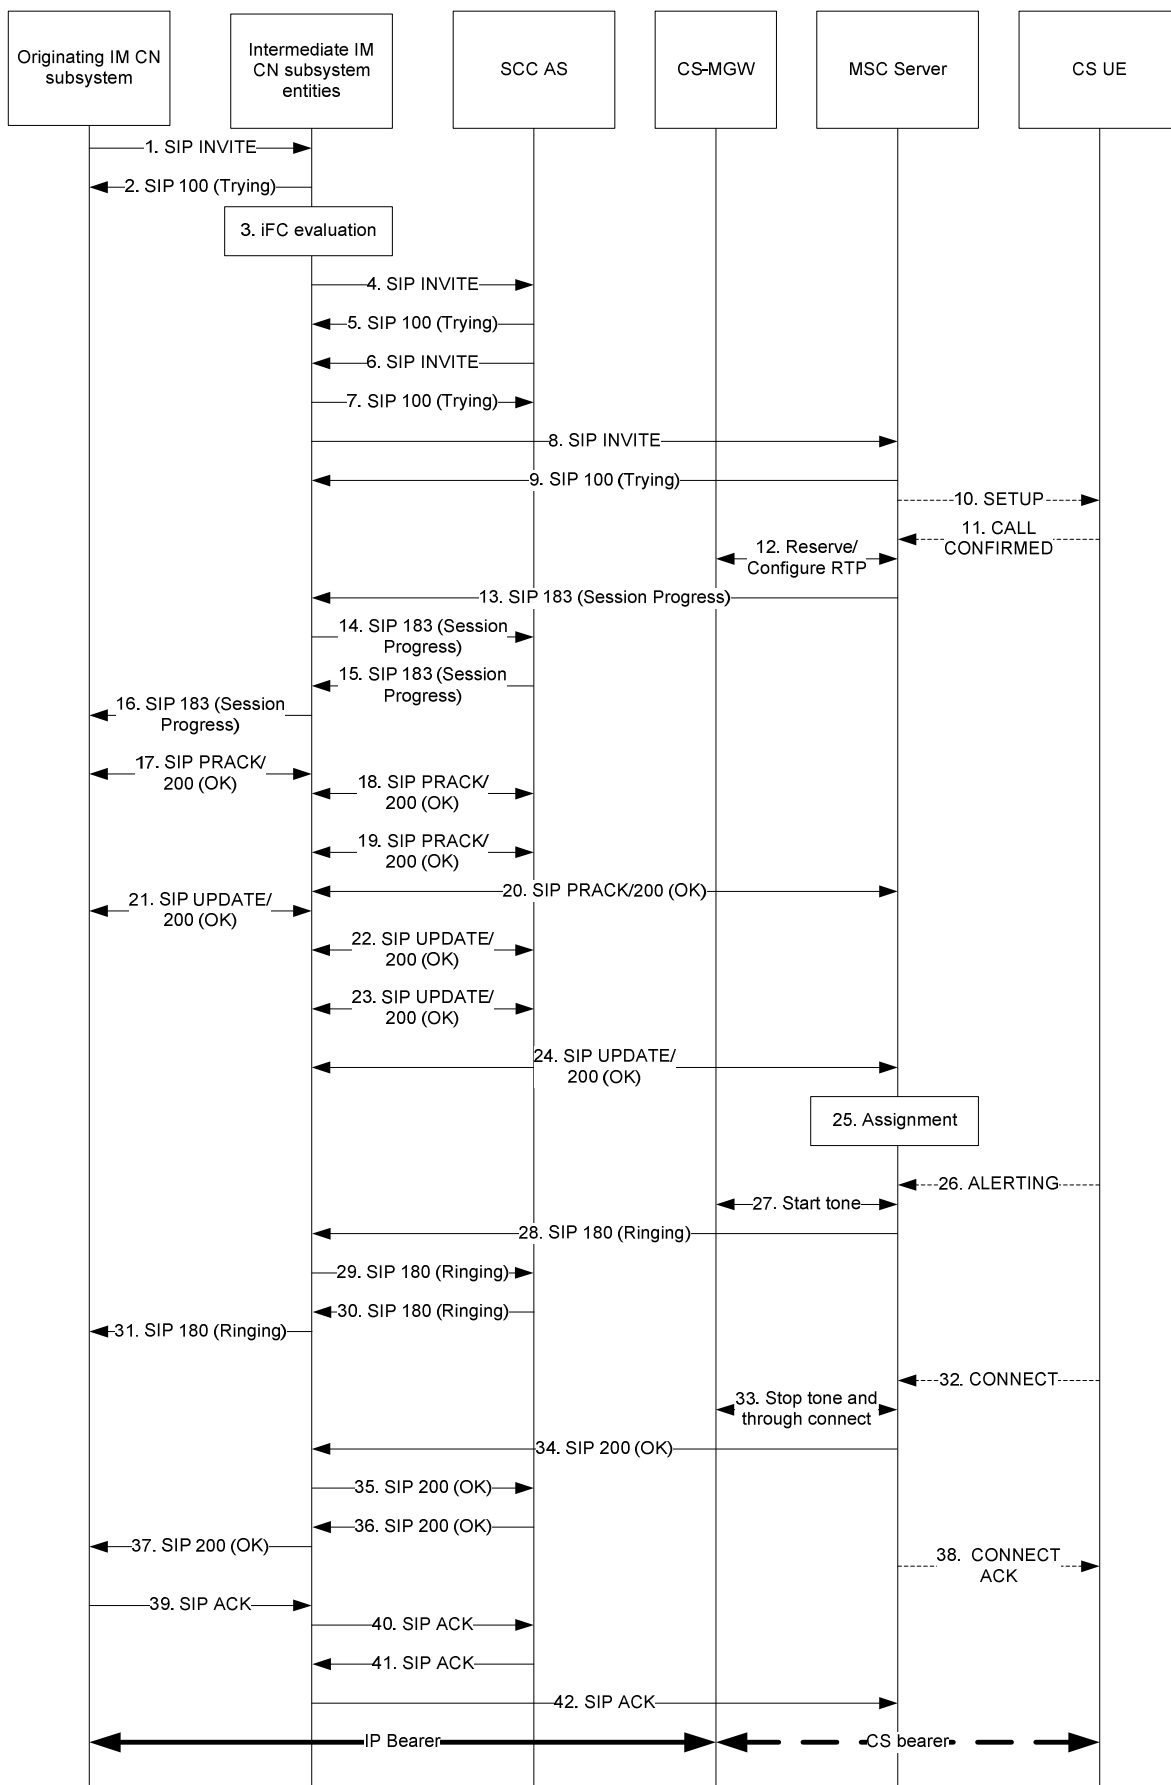 Originating IM CN
subsystem
Intermediate IM
CN subsystem
entities
SCC AS
CS-MGW
MSC Server
CS UE
1. SIP INVITE
2. SIP 100 (Trying)
3. iFC evaluation
4. SIP INVITE
5. SIP 100 (Trying)
6. SIP INVITE
7. SIP 100 (Trying)
8. SIP INVITE
9. SIP 100 (Trying)
10. SETUP
11. CALL
CONFIRMED
12. Reserve/
Configure RTP
13. SIP 183 (Session Progress)
14. SIP 183 (Session
Progress)
15. SIP 183 (Session
Progress)
16. SIP 183 (Session
Progress)
17. SIP PRACK/
200 (OK)
18. SIP PRACK/
200 (OK)
19. SIP PRACK/
200 (OK)
20. SIP PRACK/200 (OK)
21. SIP UPDATE/
200 (OK)
22. SIP UPDATE/
200 (OK)
23. SIP UPDATE/
200 (OK)
24. SIP UPDATE/
200 (OK)
25. Assignment
26. ALERTING
27. Start tone
28. SIP 180 (Ringing)
29. SIP 180 (Ringing)
30. SIP 180 (Ringing)
31. SIP 180 (Ringing)
32. CONNECT
33. Stop tone and
through connect
34. SIP 200 (OK)
35. SIP 200 (OK)
36. SIP 200 (OK)
37. SIP 200 (OK)
38. CONNECT
ACK
39. SIP ACK
40. SIP ACK
41. SIP ACK
42. SIP ACK
IP Bearer
CS bearer